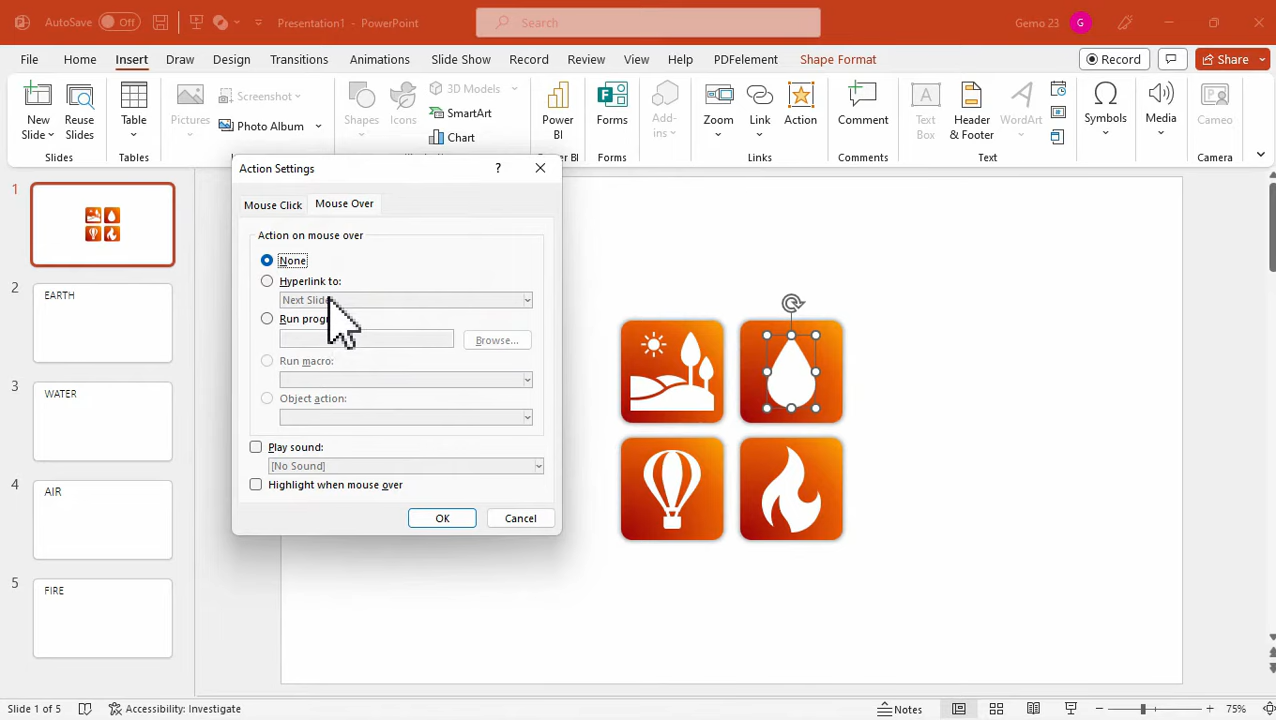 AutoSave Off Presentation1 - PowerPoint Search Gemo 23 G
File Home Insert Draw Design Transitions Animations Slide Show Record Review View Help PDFelement Shape Format Record Share
New Slide Reuse Slides Table Pictures Screenshot Photo Album Shapes Icons 3D Models SmartArt Chart Power BI Forms Add-ins Zoom Link Action Comment Text Box Header & Footer WordArt Symbols Media Cameo
Slides Tables Forms Links Comments Text Camera
Action Settings ?
Mouse Click Mouse Over
Action on mouse over
None
Hyperlink to:
Next Slide
Run
Browse...
Run macro:
Object action:
Play sound:
[No Sound]
Highlight when mouse over
OK Cancel
1
2
EARTH
3
WATER
4
AIR
5
FIRE
Slide 1 of 5 Accessibility: Investigate Notes 75%